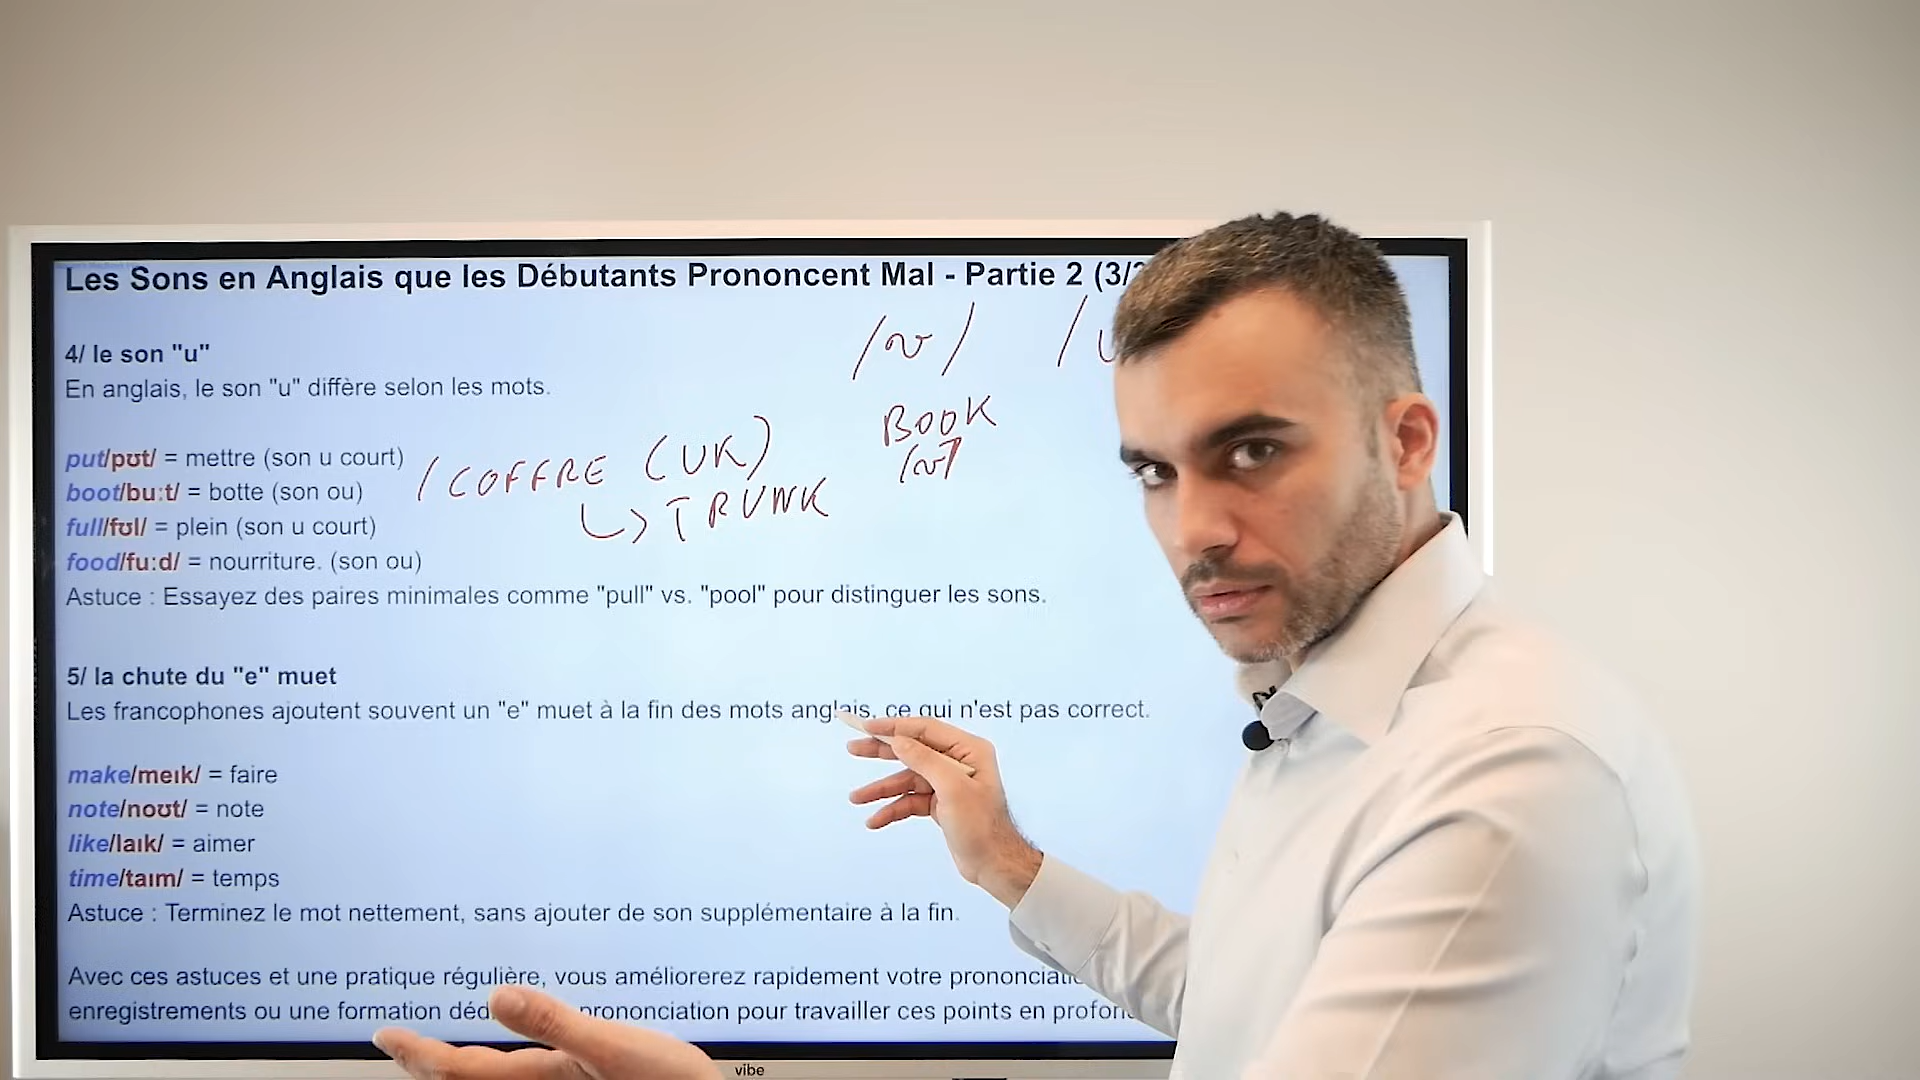 Les Sons en Anglais que les Débutants Prononcent Mal - Partie 2 (3/
4/ le son "u"
En anglais, le son "u" diffère selon les mots.
/ʊ/ /
BOOK
/ʊ/
put/pʊt/ = mettre (son u court)
boot/buːt/ = botte (son ou) / COFFRE (UK)
↳ TRUNK
full/fʊl/ = plein (son u court)
food/fuːd/ = nourriture. (son ou)
Astuce : Essayez des paires minimales comme "pull" vs. "pool" pour distinguer les sons.
5/ la chute du "e" muet
Les francophones ajoutent souvent un "e" muet à la fin des mots anglais, ce qui n'est pas correct.
make/meɪk/ = faire
note/noʊt/ = note
like/laɪk/ = aimer
time/taɪm/ = temps
Astuce : Terminez le mot nettement, sans ajouter de son supplémentaire à la fin.
Avec ces astuces et une pratique régulière, vous améliorerez rapidement votre
enregistrements ou une formation prononciation pour travailler ces points en
vibe